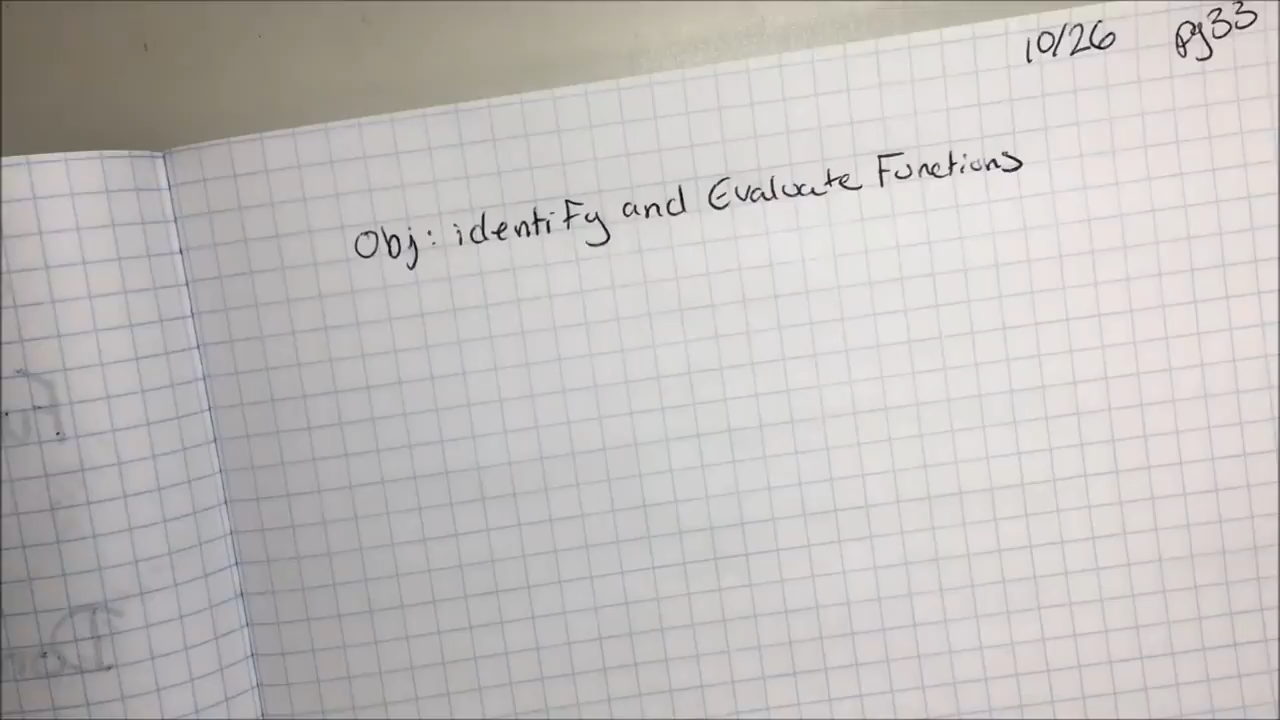 10/26 pg33
Obj: identify and Evaluate Functions